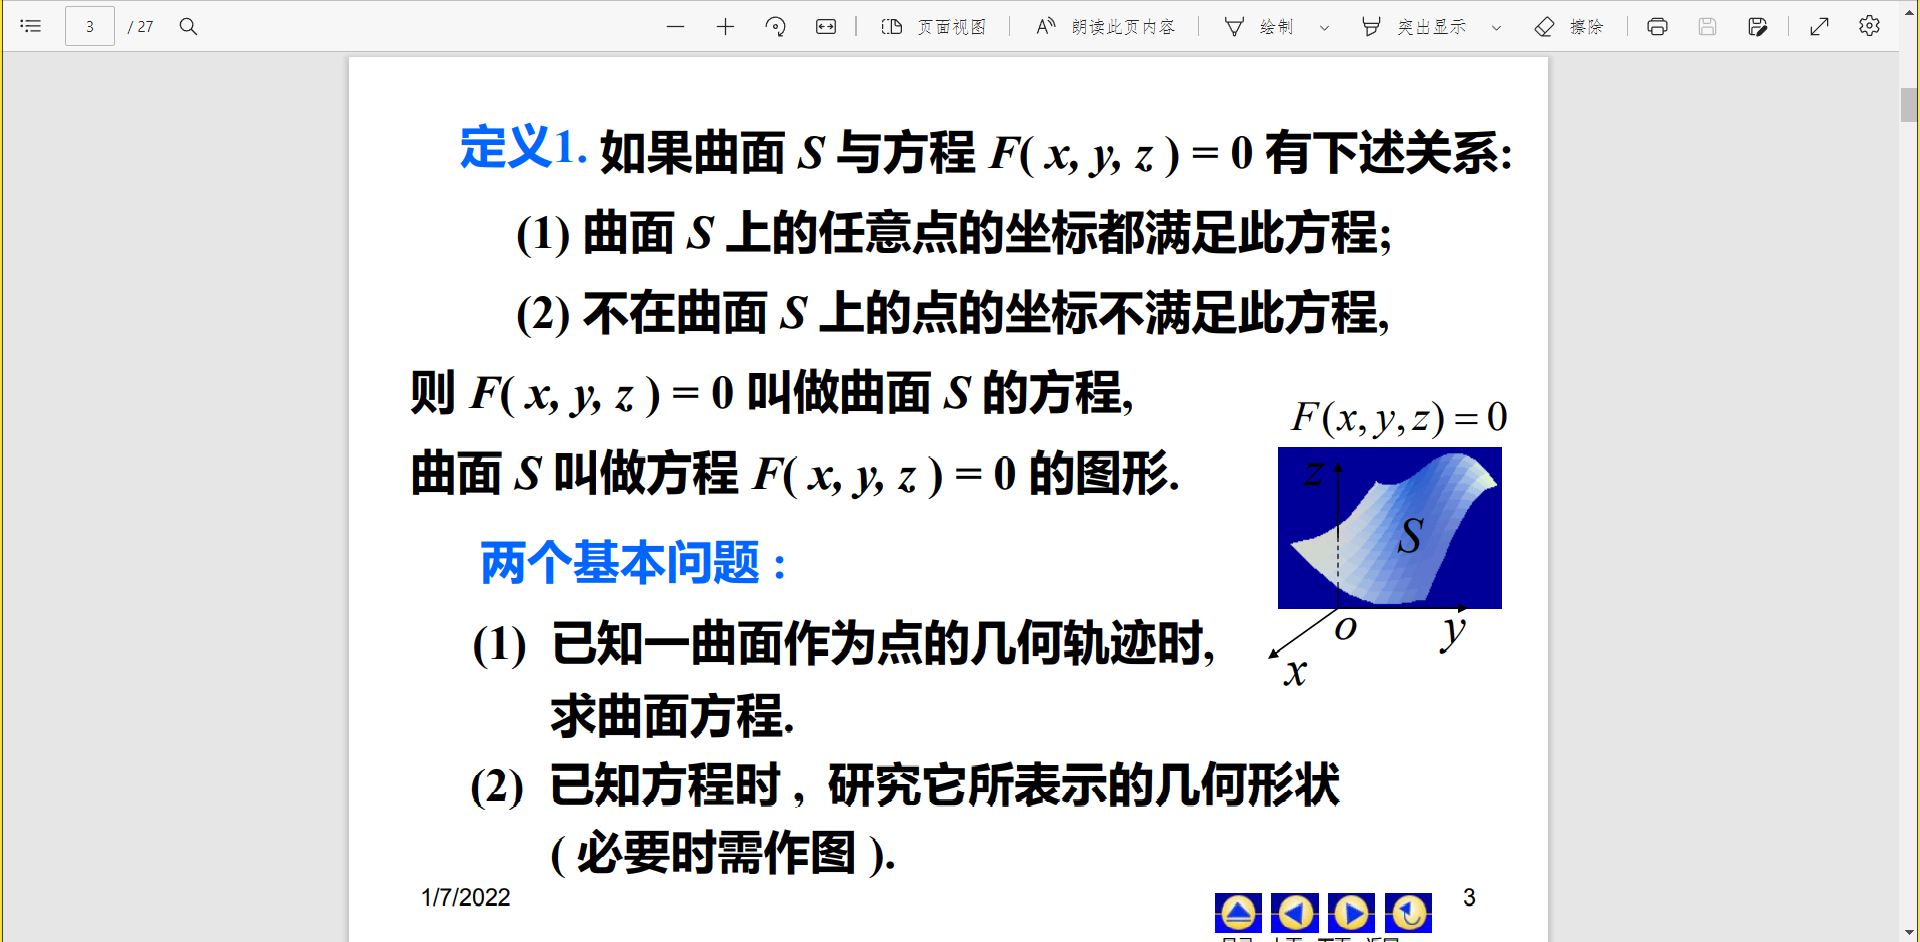 3 / 27 页面视图 朗读此页内容 绘制 突出显示 擦除
定义1. 如果曲面 S 与方程 F( x, y, z ) = 0 有下述关系:
(1) 曲面 S 上的任意点的坐标都满足此方程;
(2) 不在曲面 S 上的点的坐标不满足此方程,
则 F( x, y, z ) = 0 叫做曲面 S 的方程,
曲面 S 叫做方程 F( x, y, z ) = 0 的图形.
F(x, y, z) = 0
z
S
o
y
x
两个基本问题 :
(1) 已知一曲面作为点的几何轨迹时,
求曲面方程.
(2) 已知方程时 , 研究它所表示的几何形状
( 必要时需作图 ).
1/7/2022
3